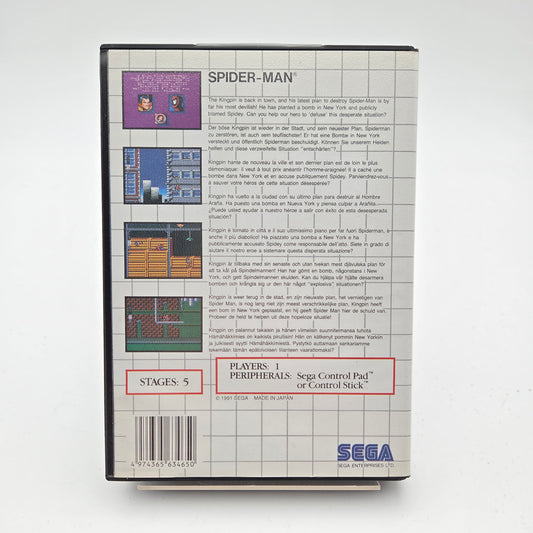 SPIDER-MAN®
The Kingpin is back in town, and his latest plan to destroy Spider-Man is by
far his most devilish! He has planted a bomb in New York and publicly
blamed Spidey. Can you help our hero to 'defuse' this desperate situation?
Der böse Kingpin ist wieder in der Stadt, und sein neuester Plan, Spiderman
zu zerstören, ist auch sein teuflischster! Er hat eine Bombe in New York
versteckt und öffentlich Spiderman beschuldigt. Können Sie unserem Helden
helfen und diese verzweifelte Situation "entschärfen"?
Kingpin hante de nouveau la ville et son dernier plan est de loin le plus
démoniaque: il veut à tout prix anéantir l'homme-araignée! Il a caché une
bombe dans New York et en accuse publiquement Spidey. Parviendrez-vous
à sauver votre héros de cette situation désespérée?
Kingpin ha vuelto a la ciudad con su último plan para destruir al Hombre
Araña. Ha puesto una bomba en Nueva York y piensa culpar a Arañita.
¿Puede usted ayudar a nuestro héroe a salir con éxito de esta desesperada
situación?
Kingpin è tornato in città e il suo ultimissimo piano per far fuori Spiderman, è
anche il più diabolico! Ha piazzato una bomba a New York e ha
pubblicamente accusato Spidey come responsabile dell'atto. Siete in grado di
aiutare il nostro eroe a sistemare questa disperata situazione?
Kingpin är tillbaka med sin senaste och utan tvekan mest djävulska plan för
att ta kål på Spindelmannen! Han har gömt en bomb, någonstans i New
York, och gett Spindelmannen skulden. Kan du hjälpa vår hjälte desarmera
bomben och krångla sig ur den här något "explosiva" situationen?
Kingpin is weer terug in de stad, en zijn nieuwste plan, het vernietigen van
Spider Man, is nog lang niet zijn meest verschrikkelijke plan. Kingpin heeft
een bom in New York geplaatst, en hij geeft Spider Man hier de schuld van.
Probeer de held te helpen uit deze hopeloze situatie!
Kingpin on palannut takaisin ja hänen viimeisin suunnitelmansa tuhota
Hämähäkkimies on kaikista pirullisin! Hän on kätkenyt pommin New Yorkiin
ja julkisesti syyti Hämähäkkimiestä. Pystytkö auttamaan sankariamme
tekemään tämän epätoivoisen tilanteen vaarattomaksi?
STAGES: 5
PLAYERS: 1
PERIPHERALS: Sega Control Pad™
or Control Stick™
© 1991 SEGA MADE IN JAPAN
4 974365 634650
SEGA
SEGA ENTERPRISES LTD.